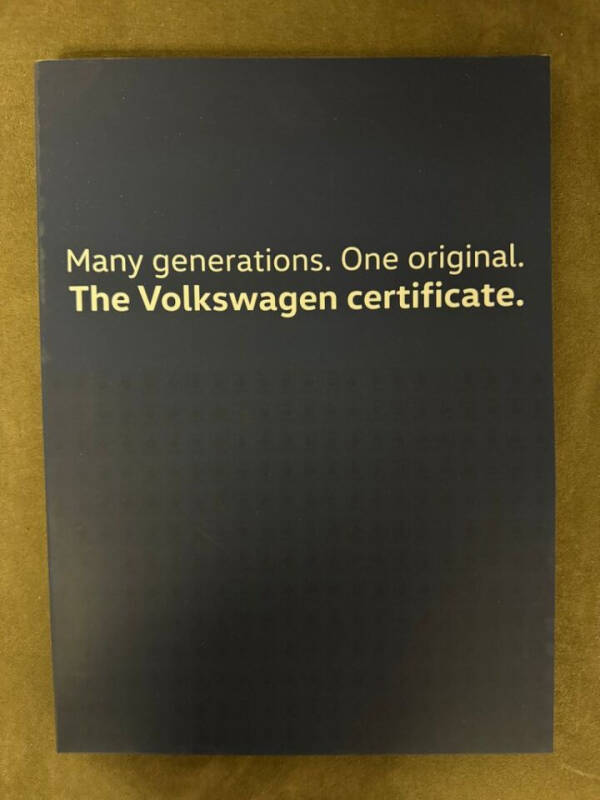 Many generations. One original.
The Volkswagen certificate.